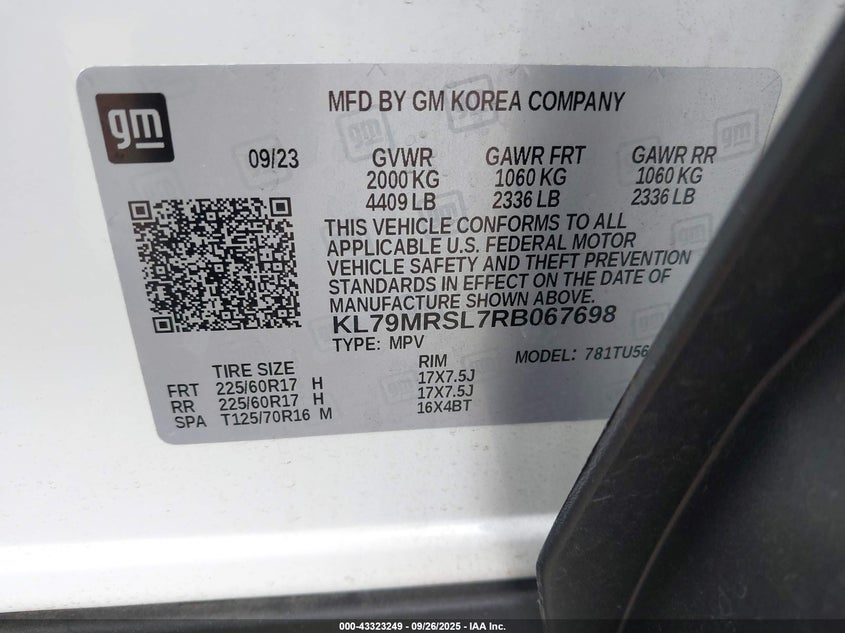 gm
MFD BY GM KOREA COMPANY
09/23 GVWR GAWR FRT GAWR RR
2000 KG 1060 KG 1060 KG
4409 LB 2336 LB 2336 LB
THIS VEHICLE CONFORMS TO ALL
APPLICABLE U.S. FEDERAL MOTOR
VEHICLE SAFETY AND THEFT PREVENTION
STANDARDS IN EFFECT ON THE DATE OF
MANUFACTURE SHOWN ABOVE.
KL79MRSL7RB067698
TYPE: MPV MODEL: 781TU56
TIRE SIZE RIM
FRT 225/60R17 H 17X7.5J
RR 225/60R17 H 17X7.5J
SPA T125/70R16 M 16X4BT
000-43323249 - 09/26/2025 - IAA Inc.